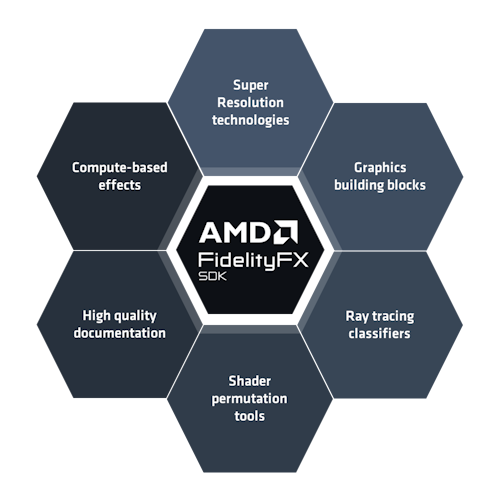 Super
Resolution
technologies
Compute-based
effects
Graphics
building blocks
AMD
FidelityFX
SDK
High quality
documentation
Ray tracing
classifiers
Shader
permutation
tools